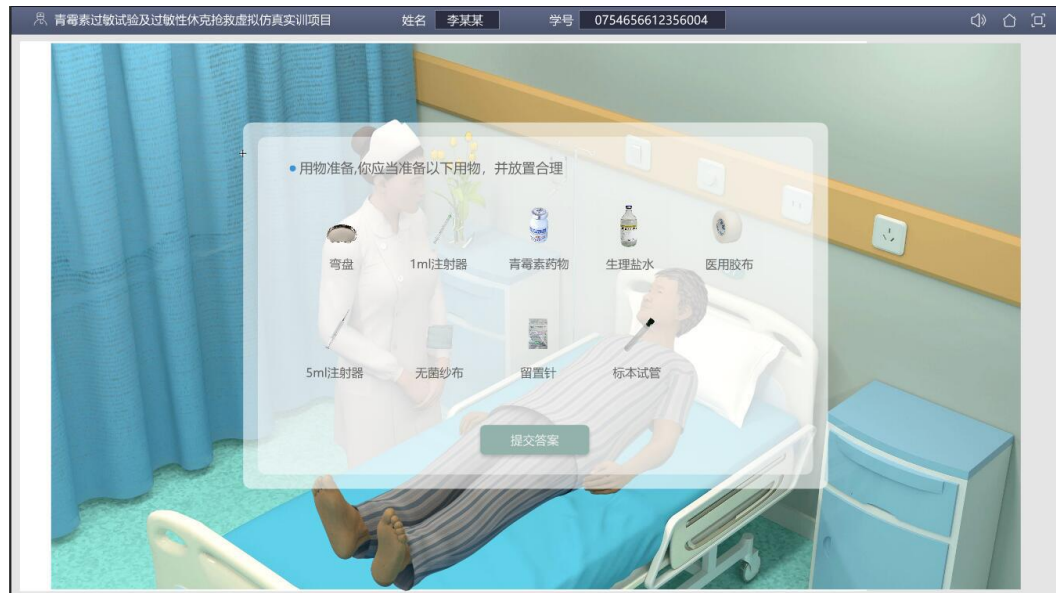 青霉素过敏试验及过敏性休克抢救虚拟仿真实训项目 姓名 李某某 学号 0754656612356004
用物准备,你应当准备以下用物，并放置合理
弯盘 1ml注射器 青霉素药物 生理盐水 医用胶布
5ml注射器 无菌纱布 留置针 标本试管
提交答案